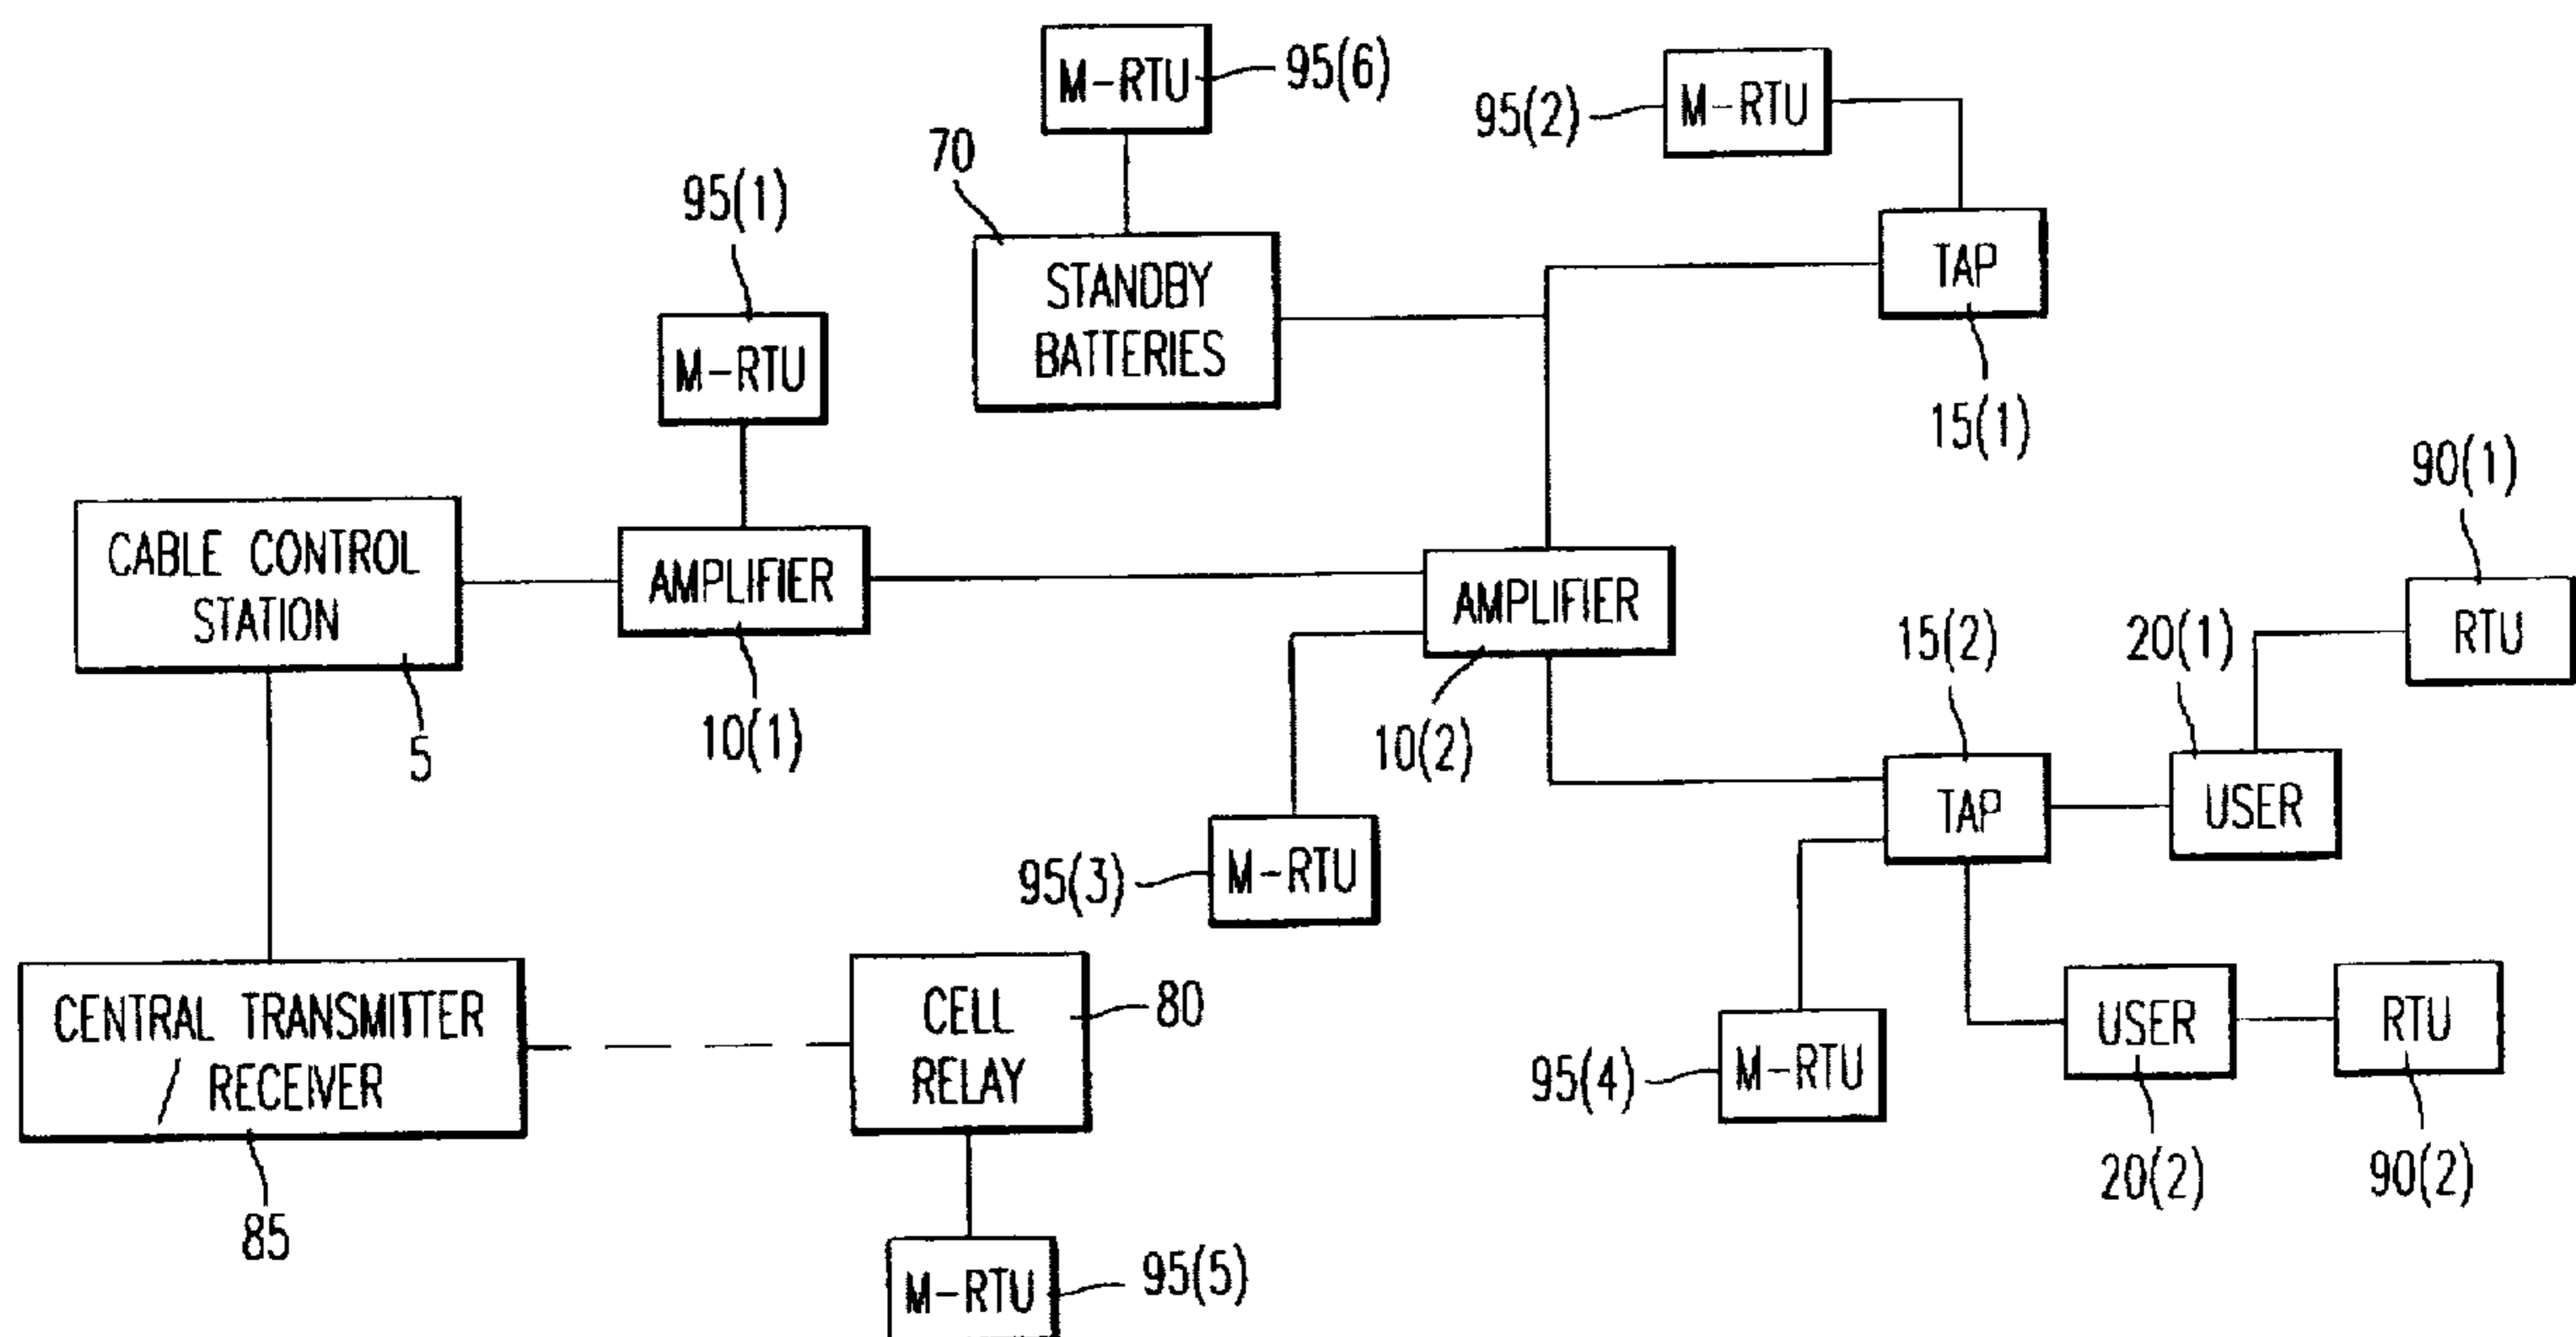 M-RTU
95(6)
95(2)
M-RTU
70
95(1)
STANDBY
BATTERIES
TAP
M-RTU
15(1)
90(1)
CABLE CONTROL
STATION
AMPLIFIER
AMPLIFIER
15(2)
20(1)
RTU
5
10(1)
10(2)
TAP
USER
95(3)
M-RTU
CENTRAL TRANSMITTER
/ RECEIVER
CELL
RELAY
80
95(4)
M-RTU
USER
RTU
85
20(2)
90(2)
M-RTU
95(5)